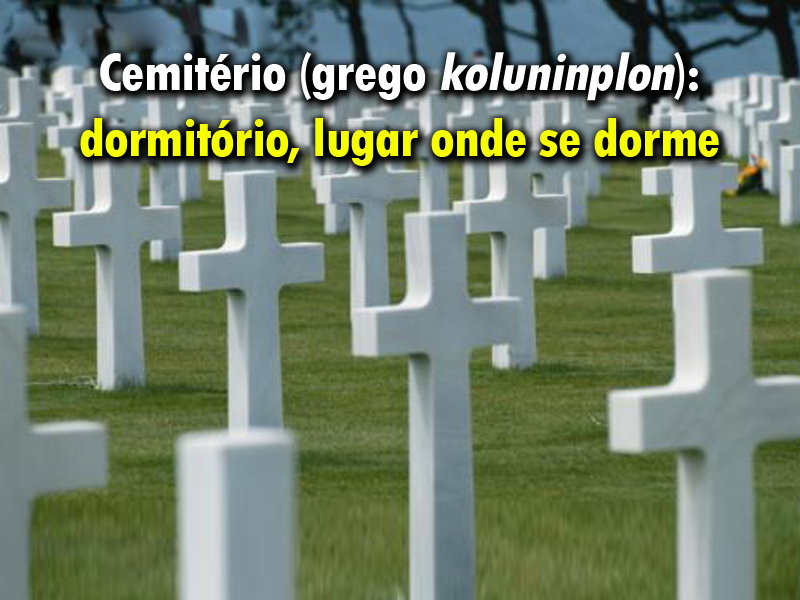 Cemitério (grego koluninplon):
dormitório, lugar onde se dorme